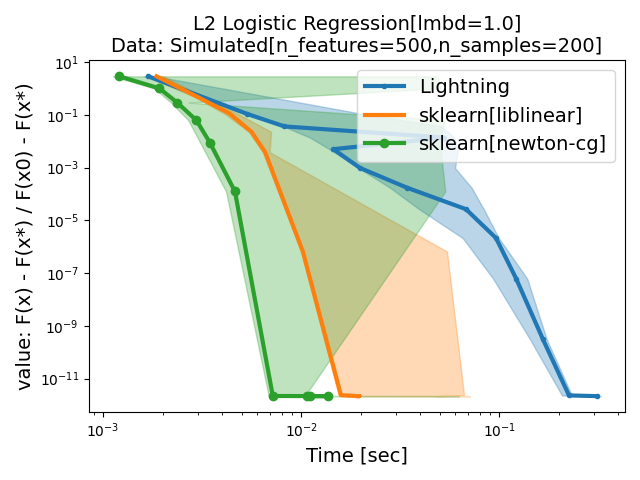 L2 Logistic Regression[lmbd=1.0]
Data: Simulated[n_features=500,n_samples=200]
value: F(x) - F(x*) / F(x0) - F(x*)
10¹
10⁻¹
10⁻³
10⁻⁵
10⁻⁷
10⁻⁹
10⁻¹¹
Lightning
sklearn[liblinear]
sklearn[newton-cg]
10⁻³ 10⁻² 10⁻¹
Time [sec]